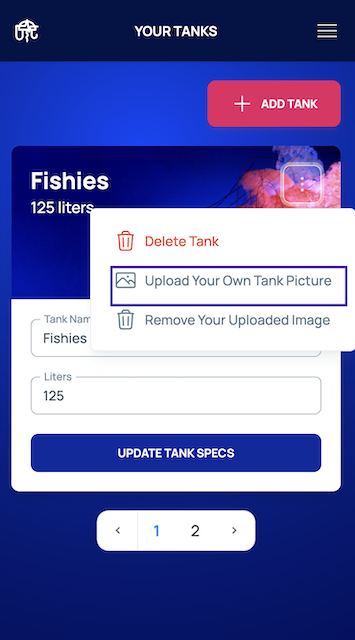 YOUR TANKS
ADD TANK
Fishies
125 liters
Delete Tank
Upload Your Own Tank Picture
Remove Your Uploaded Image
Tank Nam
Fishies
Liters
125
UPDATE TANK SPECS
1 2